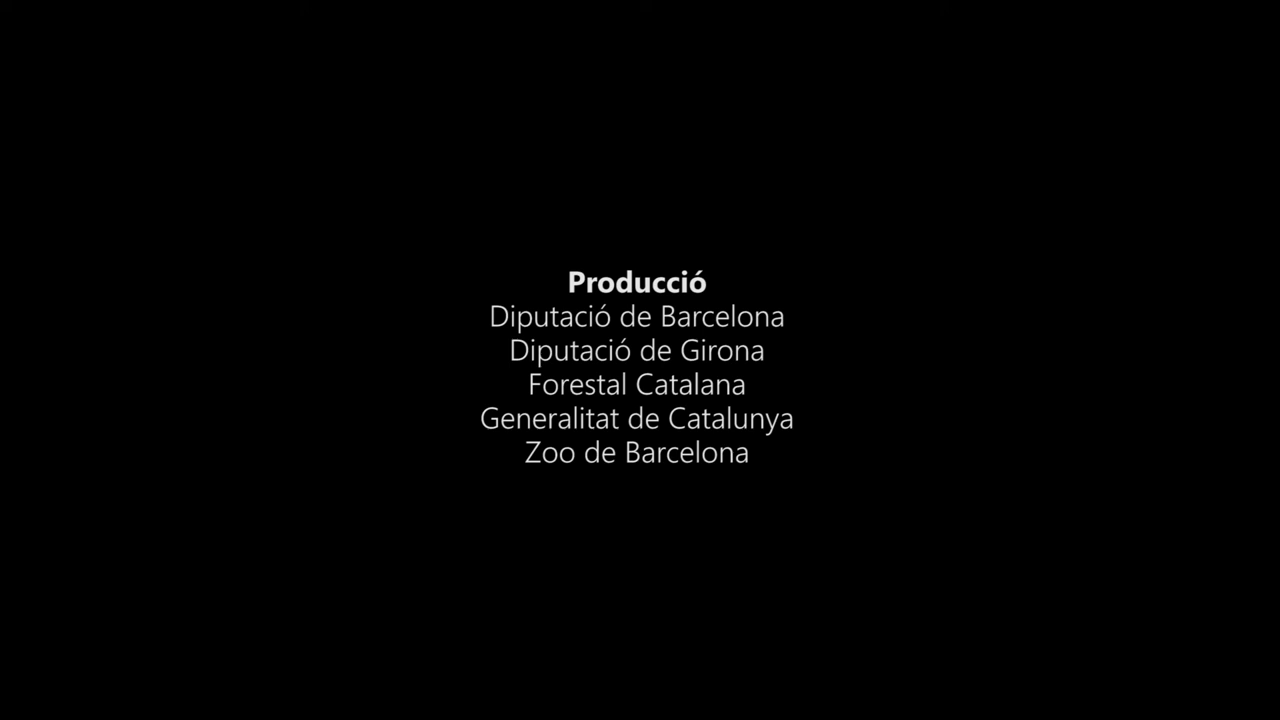 Producció
Diputació de Barcelona
Diputació de Girona
Forestal Catalana
Generalitat de Catalunya
Zoo de Barcelona